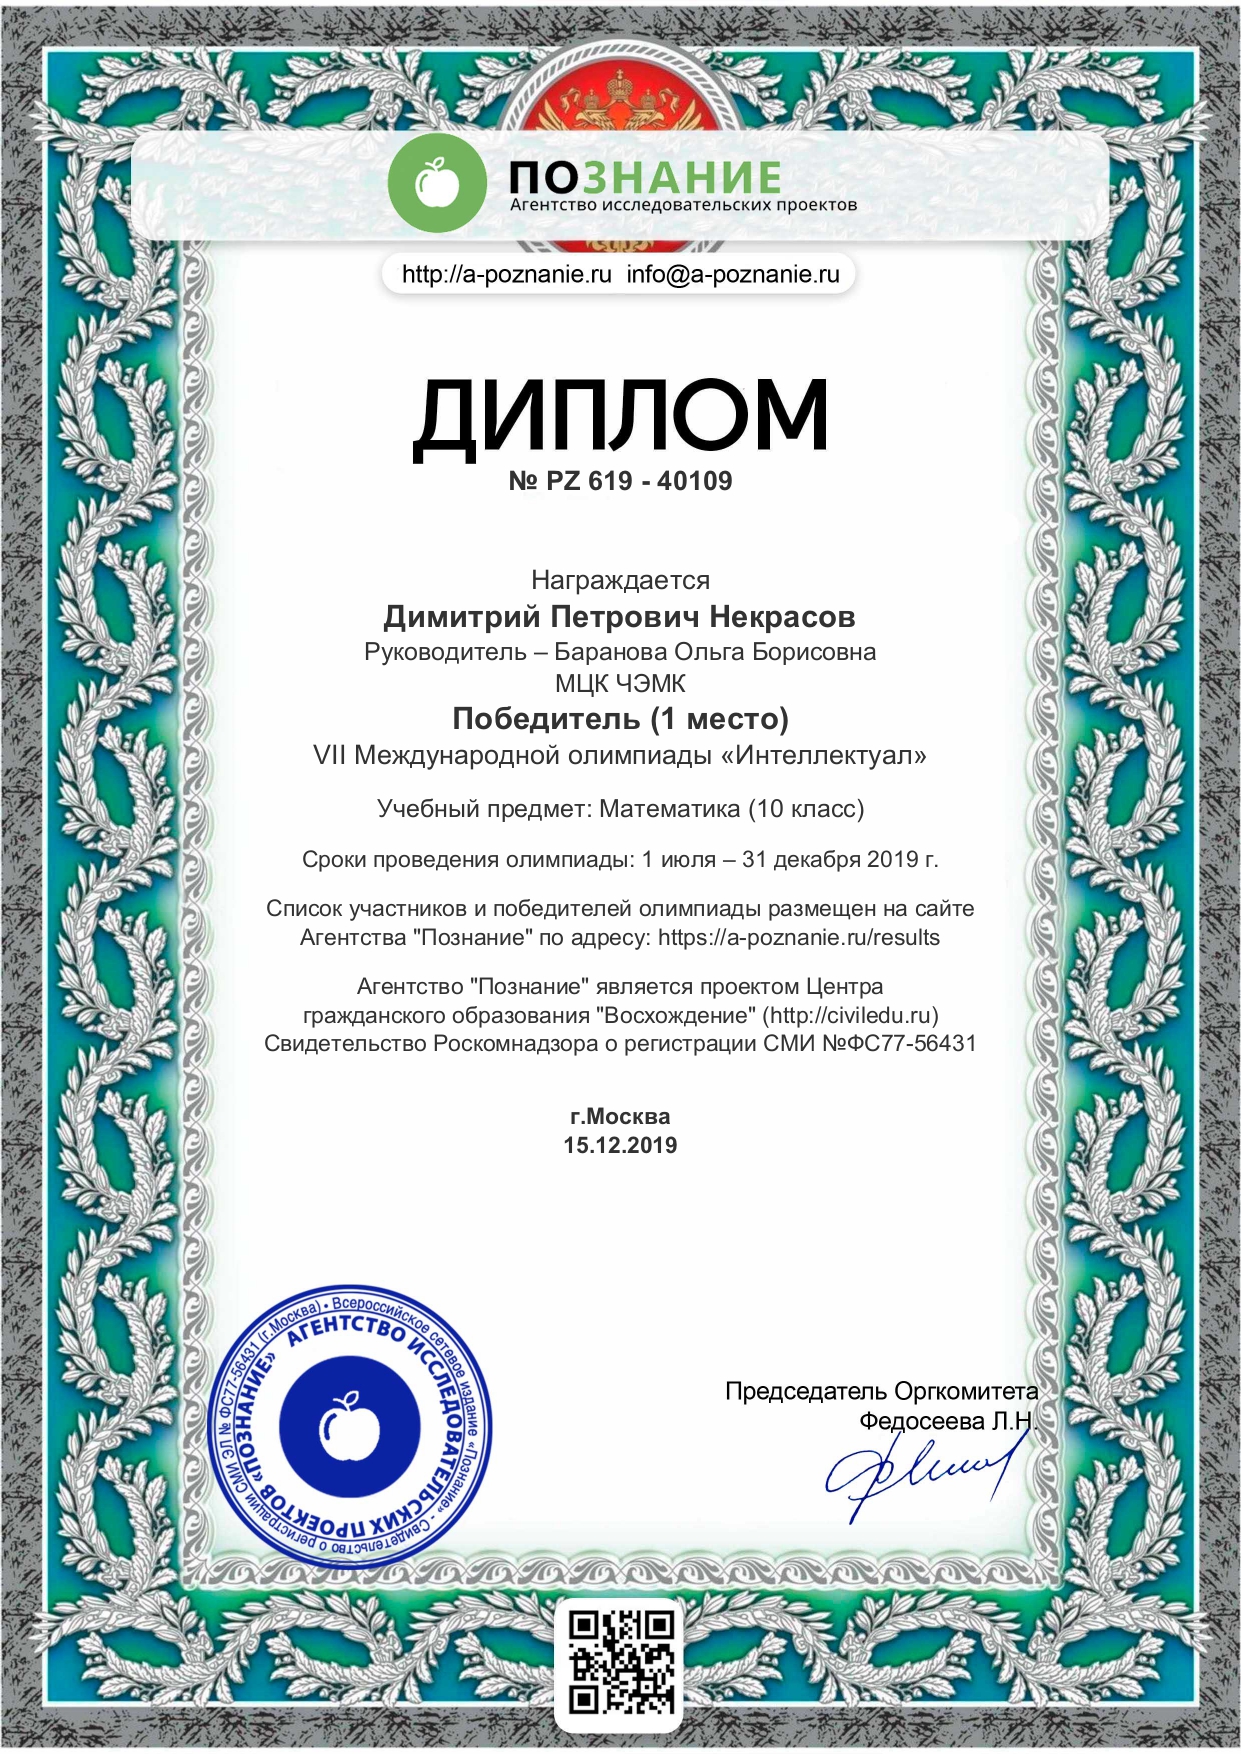 ПОЗНАНИЕ
Агентство исследовательских проектов
http://a-poznanie.ru info@a-poznanie.ru
ДИПЛОМ
№ PZ 619 - 40109
Награждается
Димитрий Петрович Некрасов
Руководитель – Баранова Ольга Борисовна
МЦК ЧЭМК
Победитель (1 место)
VII Международной олимпиады «Интеллектуал»
Учебный предмет: Математика (10 класс)
Сроки проведения олимпиады: 1 июля – 31 декабря 2019 г.
Список участников и победителей олимпиады размещен на сайте
Агентства "Познание" по адресу: https://a-poznanie.ru/results
Агентство "Познание" является проектом Центра
гражданского образования "Восхождение" (http://civiledu.ru)
Свидетельство Роскомнадзора о регистрации СМИ №ФС77-56431
г.Москва
15.12.2019
Всероссийское сетевое издание «Познание» - Свидетельство о регистрации СМИ ЭЛ № ФС77-56431 (г.Москва) •
АГЕНТСТВО ИССЛЕДОВАТЕЛЬСКИХ ПРОЕКТОВ «ПОЗНАНИЕ»
Председатель Оргкомитета
Федосеева Л.Н.